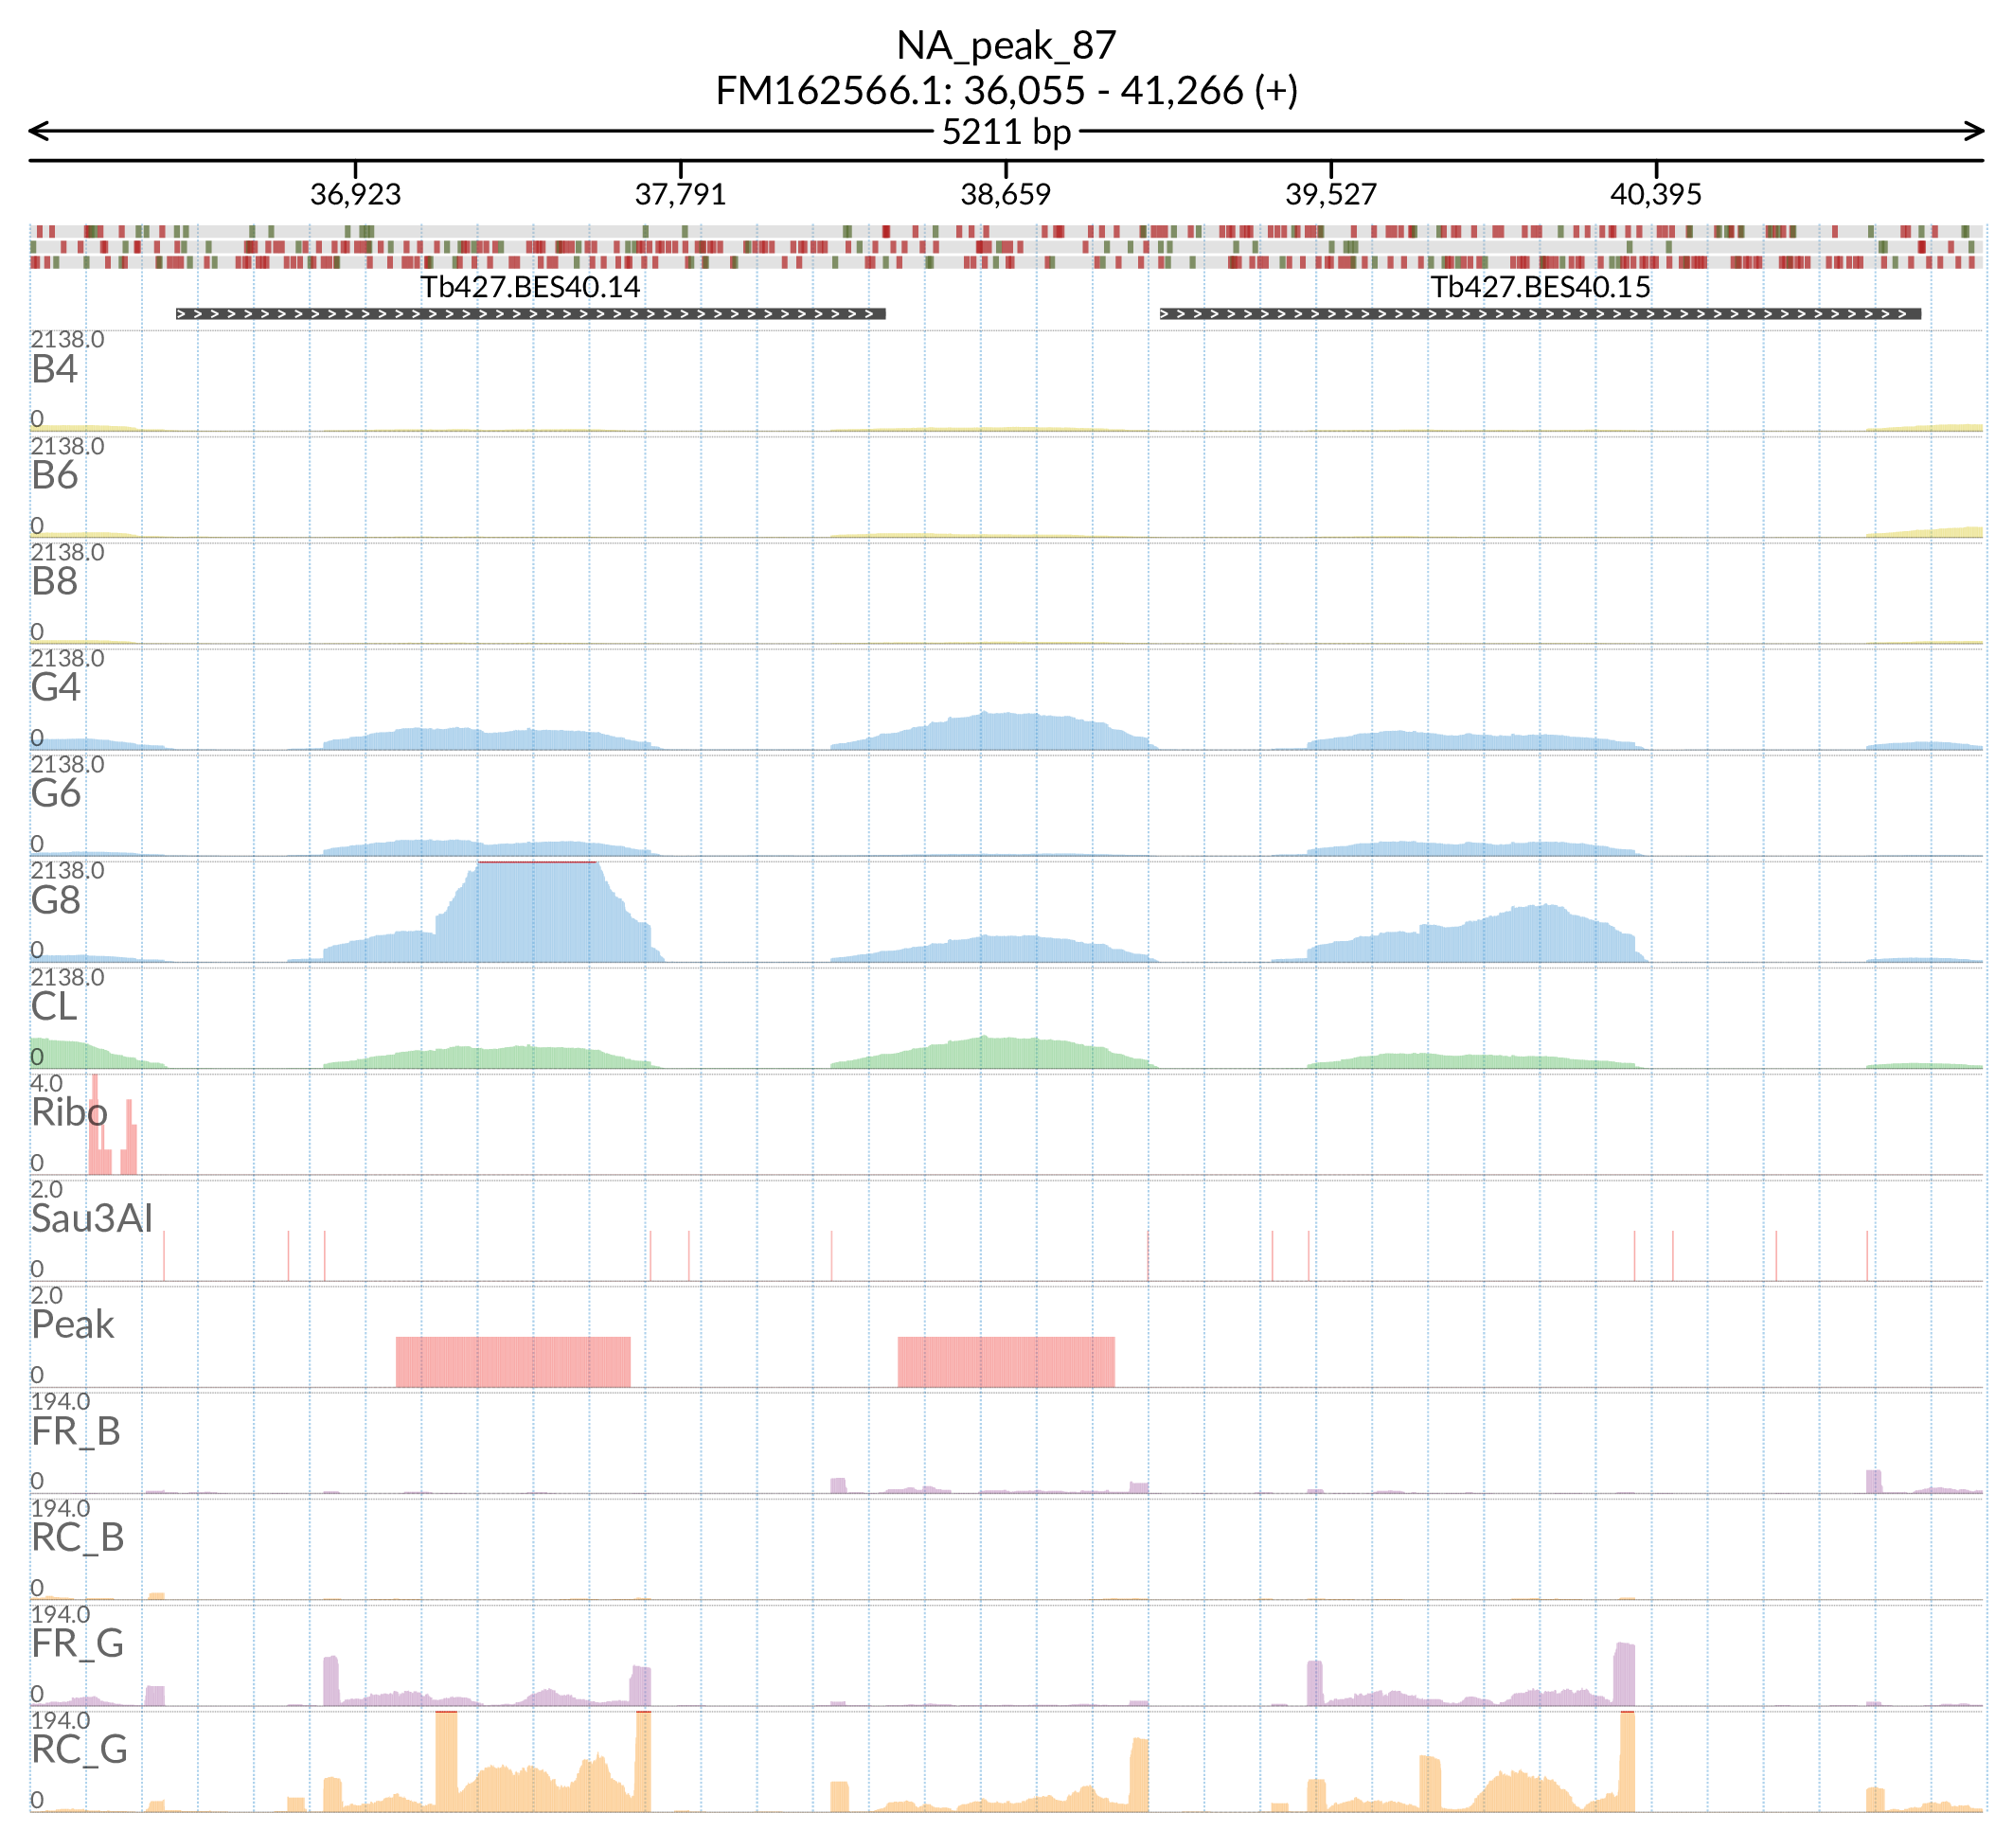 NA_peak_87
FM162566.1: 36,055 - 41,266 (+)
5211 bp
36,923 37,791 38,659 39,527 40,395
Tb427.BES40.14 Tb427.BES40.15
2138.0
B4
0
2138.0
B6
0
2138.0
B8
0
2138.0
G4
0
2138.0
G6
0
2138.0
G8
0
2138.0
CL
0
4.0
Ribo
0
2.0
Sau3AI
0
2.0
Peak
0
194.0
FR_B
0
194.0
RC_B
0
194.0
FR_G
0
194.0
RC_G
0